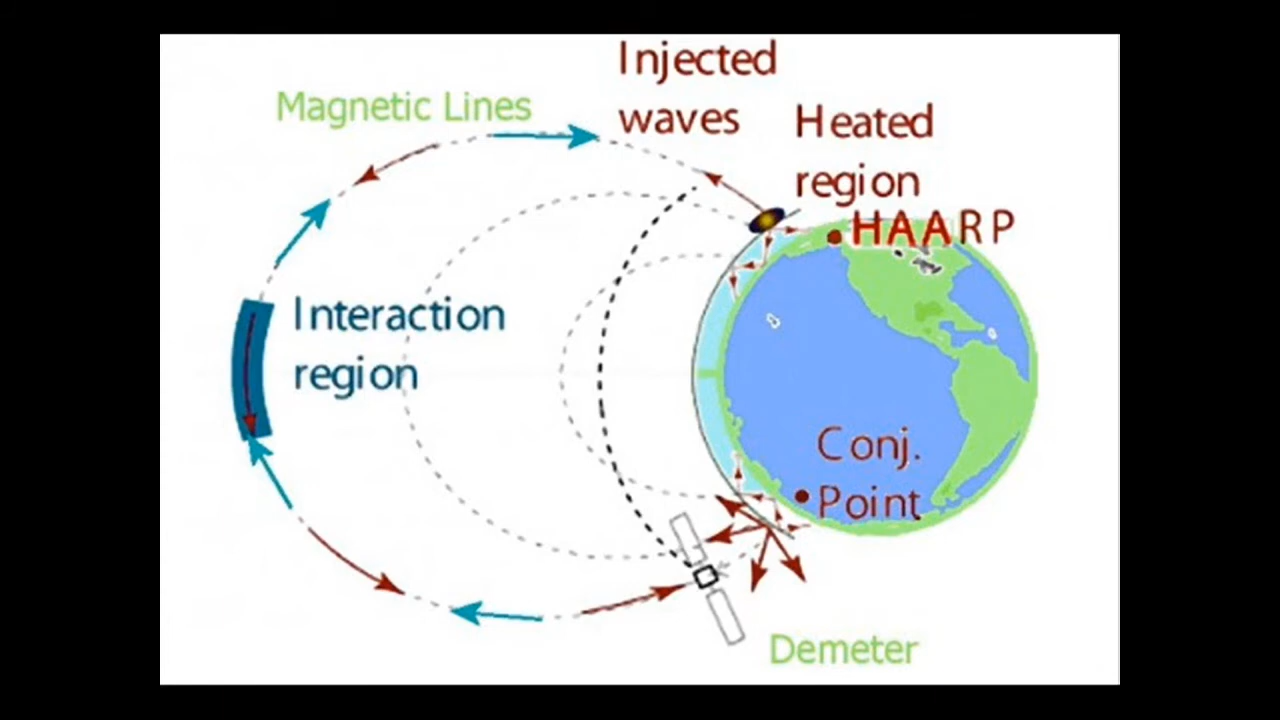 Injected
waves
Magnetic Lines
Heated
region
HAARP
Interaction
region
Conj.
Point
Demeter